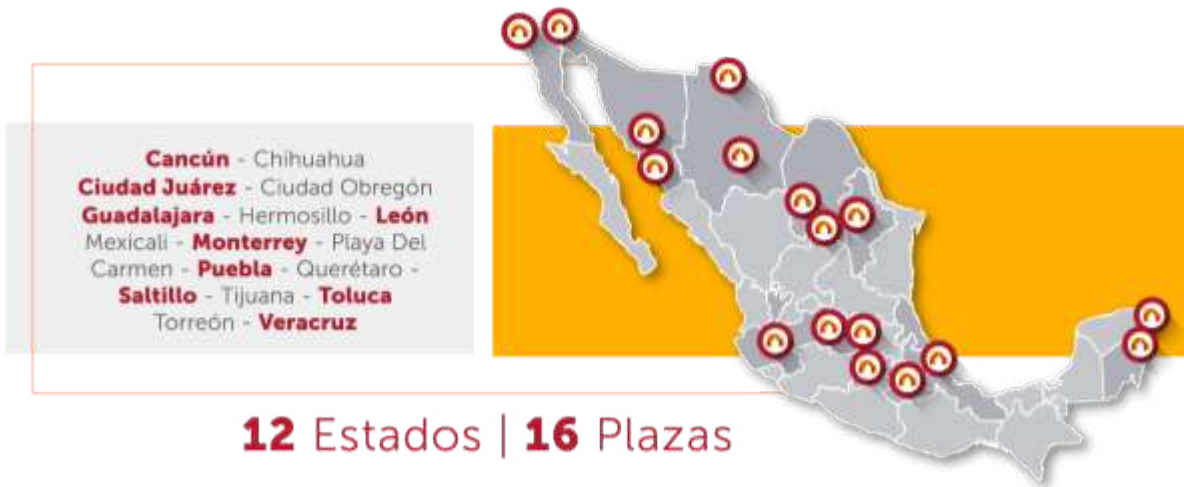 Cancún - Chihuahua
Ciudad Juárez - Ciudad Obregón
Guadalajara - Hermosillo - León
Mexicali - Monterrey - Playa Del
Carmen - Puebla - Querétaro -
Saltillo - Tijuana - Toluca
Torreón - Veracruz
12 Estados | 16 Plazas